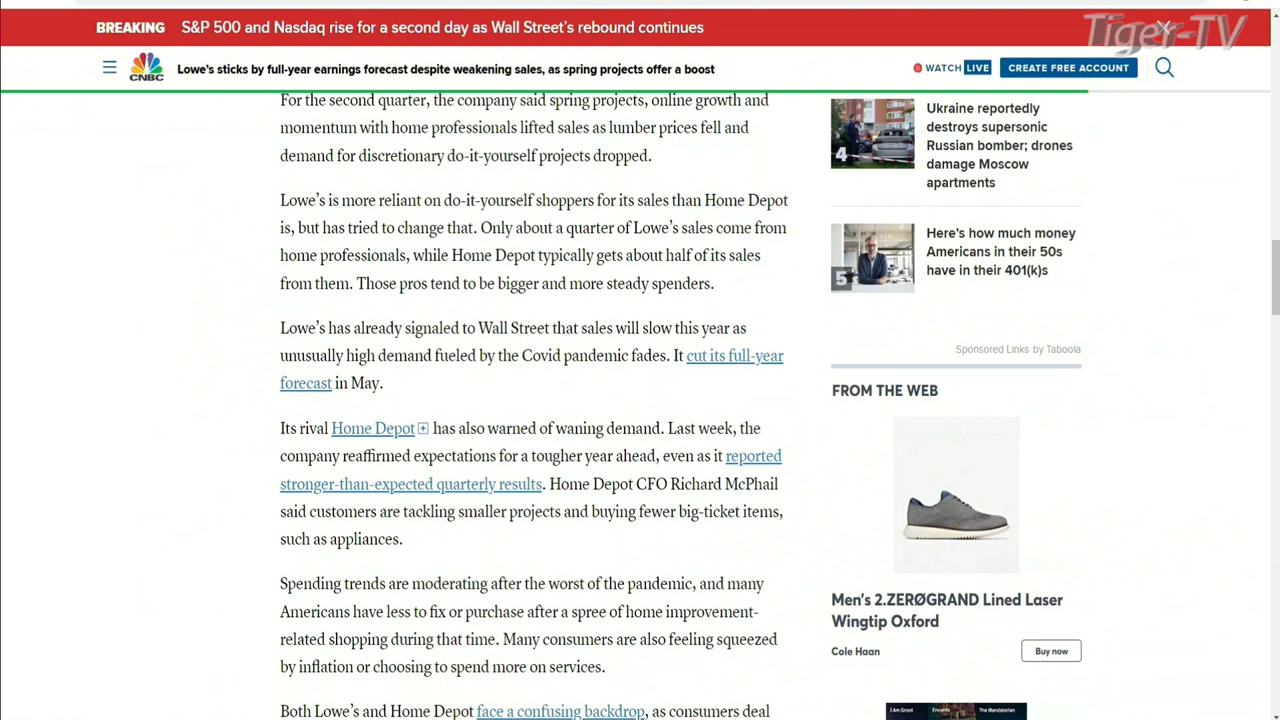 BREAKING S&P 500 and Nasdaq rise for a second day as Wall Street's rebound continues
Tiger-TV
CNBC
Lowe's sticks by full-year earnings forecast despite weakening sales, as spring projects offer a boost
WATCH LIVE
CREATE FREE ACCOUNT
For the second quarter, the company said spring projects, online growth and
momentum with home professionals lifted sales as lumber prices fell and
demand for discretionary do-it-yourself projects dropped.
Lowe's is more reliant on do-it-yourself shoppers for its sales than Home Depot
is, but has tried to change that. Only about a quarter of Lowe's sales come from
home professionals, while Home Depot typically gets about half of its sales
from them. Those pros tend to be bigger and more steady spenders.
Lowe's has already signaled to Wall Street that sales will slow this year as
unusually high demand fueled by the Covid pandemic fades. It cut its full-year
forecast in May.
Its rival Home Depot has also warned of waning demand. Last week, the
company reaffirmed expectations for a tougher year ahead, even as it reported
stronger-than-expected quarterly results. Home Depot CFO Richard McPhail
said customers are tackling smaller projects and buying fewer big-ticket items,
such as appliances.
Spending trends are moderating after the worst of the pandemic, and many
Americans have less to fix or purchase after a spree of home improvement-
related shopping during that time. Many consumers are also feeling squeezed
by inflation or choosing to spend more on services.
Both Lowe's and Home Depot face a confusing backdrop, as consumers deal
4
Ukraine reportedly
destroys supersonic
Russian bomber; drones
damage Moscow
apartments
5
Here's how much money
Americans in their 50s
have in their 401(k)s
Sponsored Links by Taboola
FROM THE WEB
Men's 2.ZERØGRAND Lined Laser
Wingtip Oxford
Cole Haan
Buy now
I Am Groot Encanto The Mandalorian